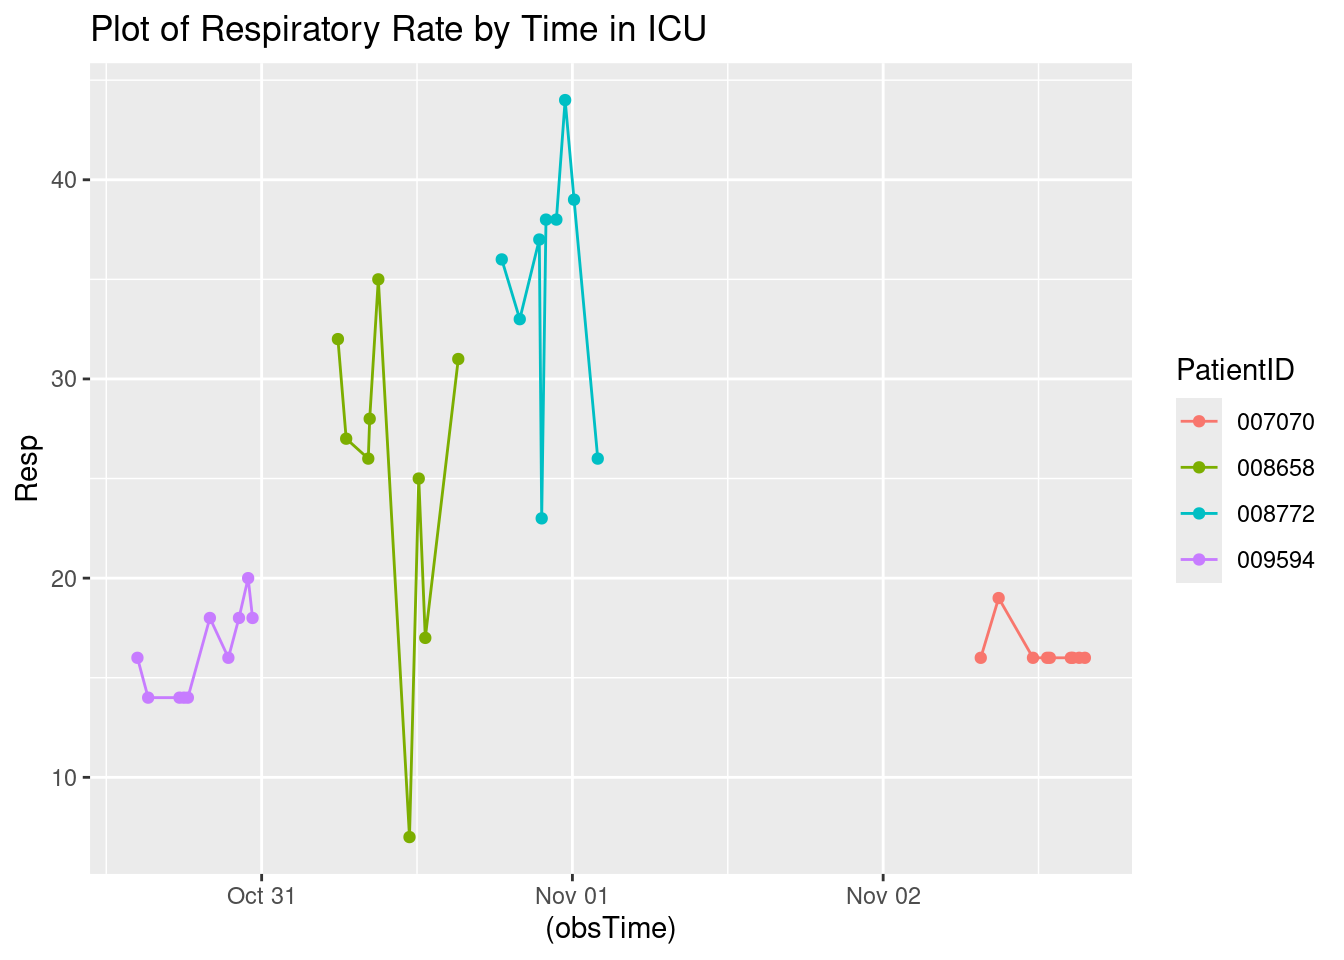 Plot of Respiratory Rate by Time in ICU
40
30
20
10
Resp
Oct 31
Nov 01
Nov 02
(obsTime)
PatientID
007070
008658
008772
009594